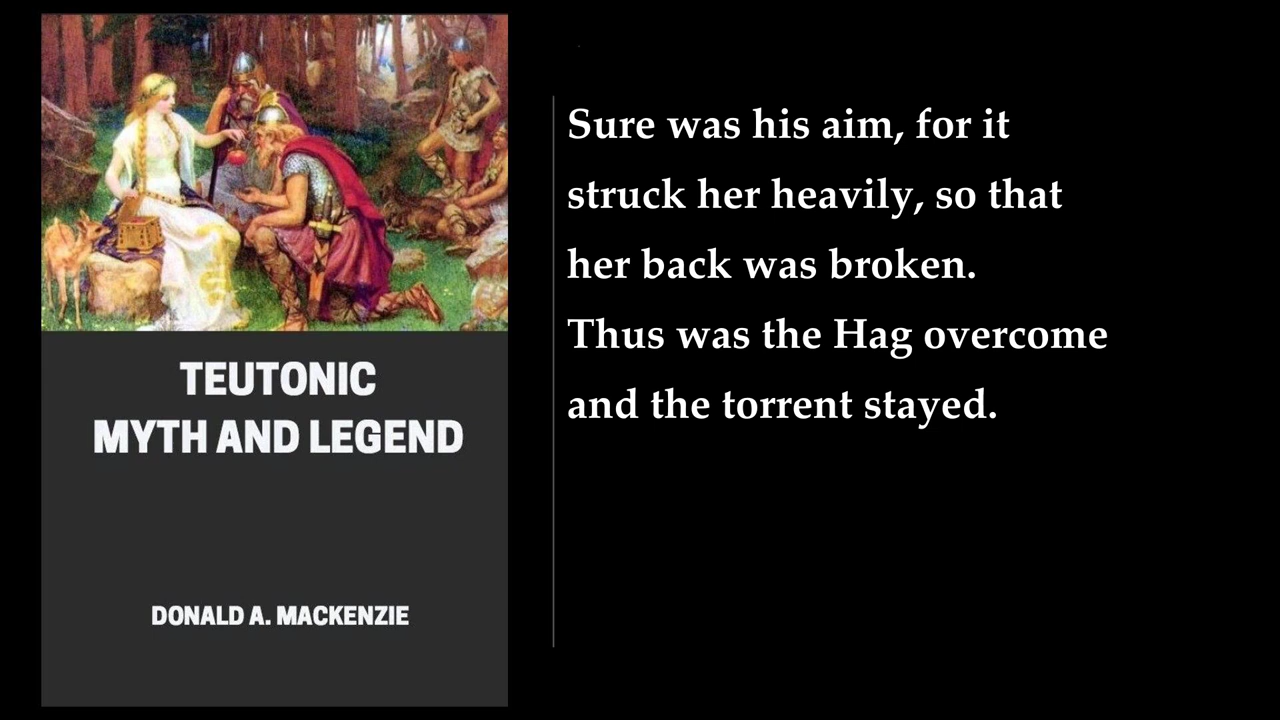 TEUTONIC
MYTH AND LEGEND
DONALD A. MACKENZIE
Sure was his aim, for it
struck her heavily, so that
her back was broken.
Thus was the Hag overcome
and the torrent stayed.